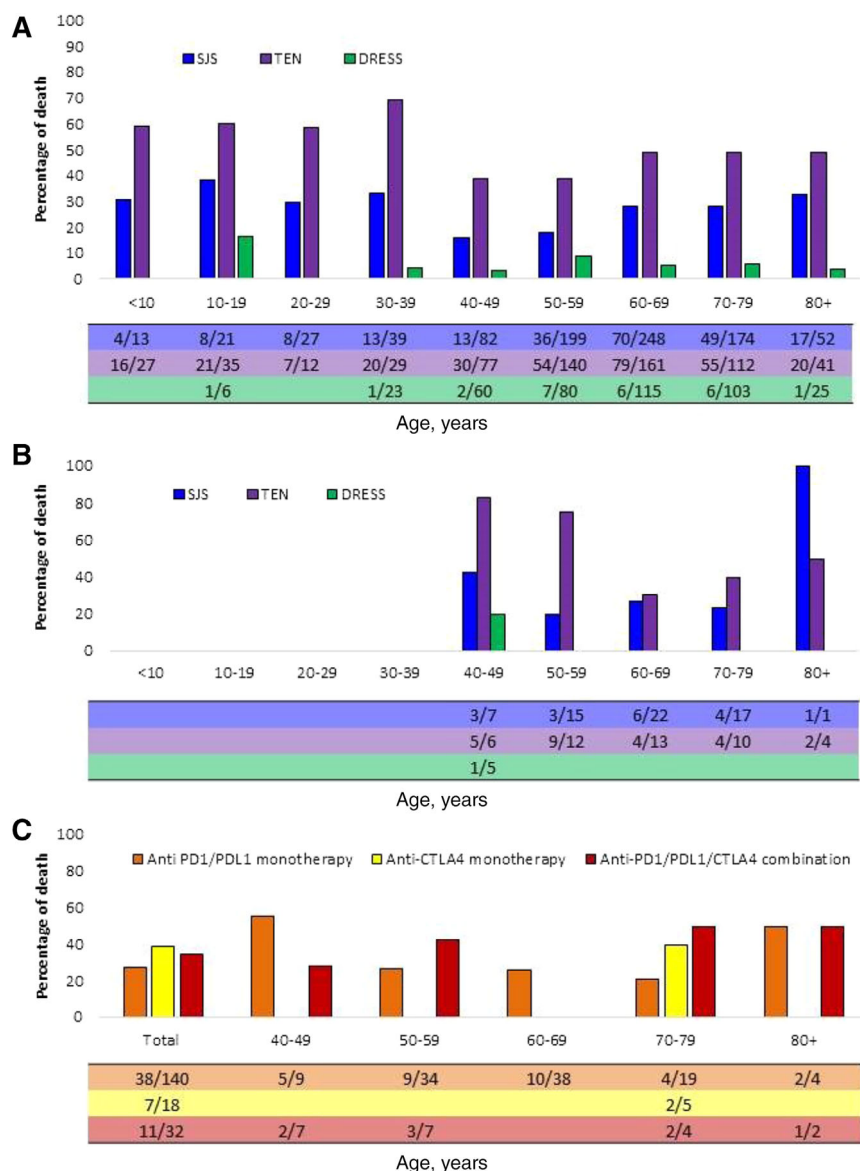 A
100
90
80
70
60
50
40
30
20
10
0
Percentage of death
SJS TEN DRESS
<10 10-19 20-29 30-39 40-49 50-59 60-69 70-79 80+
4/13 8/21 8/27 13/39 13/82 36/199 70/248 49/174 17/52
16/27 21/35 7/12 20/29 30/77 54/140 79/161 55/112 20/41
1/6 1/23 2/60 7/80 6/115 6/103 1/25
Age, years
B
100
80
60
40
20
0
Percentage of death
SJS TEN DRESS
<10 10-19 20-29 30-39 40-49 50-59 60-69 70-79 80+
3/7 3/15 6/22 4/17 1/1
5/6 9/12 4/13 4/10 2/4
1/5
Age, years
C
100
80
60
40
20
0
Percentage of death
Anti PD1/PDL1 monotherapy Anti-CTLA4 monotherapy Anti-PD1/PDL1/CTLA4 combination
Total 40-49 50-59 60-69 70-79 80+
38/140 5/9 9/34 10/38 4/19 2/4
7/18 2/5
11/32 2/7 3/7 2/4 1/2
Age, years